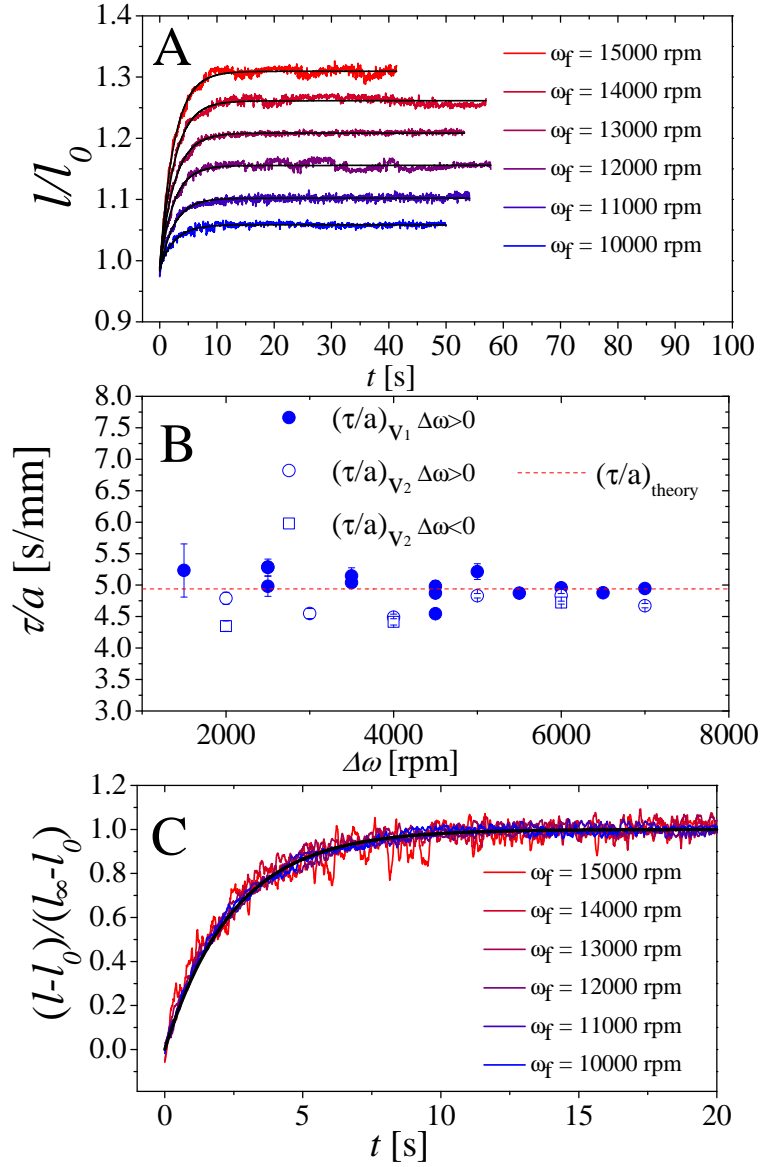 A
l/l0
1.4
1.3
1.2
1.1
1.0
0.9
ωf = 15000 rpm
ωf = 14000 rpm
ωf = 13000 rpm
ωf = 12000 rpm
ωf = 11000 rpm
ωf = 10000 rpm
0 10 20 30 40 50 60 70 80 90 100
t [s]
B
τ/a [s/mm]
8.0
7.5
7.0
6.5
6.0
5.5
5.0
4.5
4.0
3.5
3.0
(τ/a)V1 Δω>0
(τ/a)V2 Δω>0
(τ/a)V2 Δω<0
(τ/a)theory
2000 4000 6000 8000
Δω [rpm]
C
(l-l0)/(l∞-l0)
1.2
1.0
0.8
0.6
0.4
0.2
0.0
ωf = 15000 rpm
ωf = 14000 rpm
ωf = 13000 rpm
ωf = 12000 rpm
ωf = 11000 rpm
ωf = 10000 rpm
0 5 10 15 20
t [s]